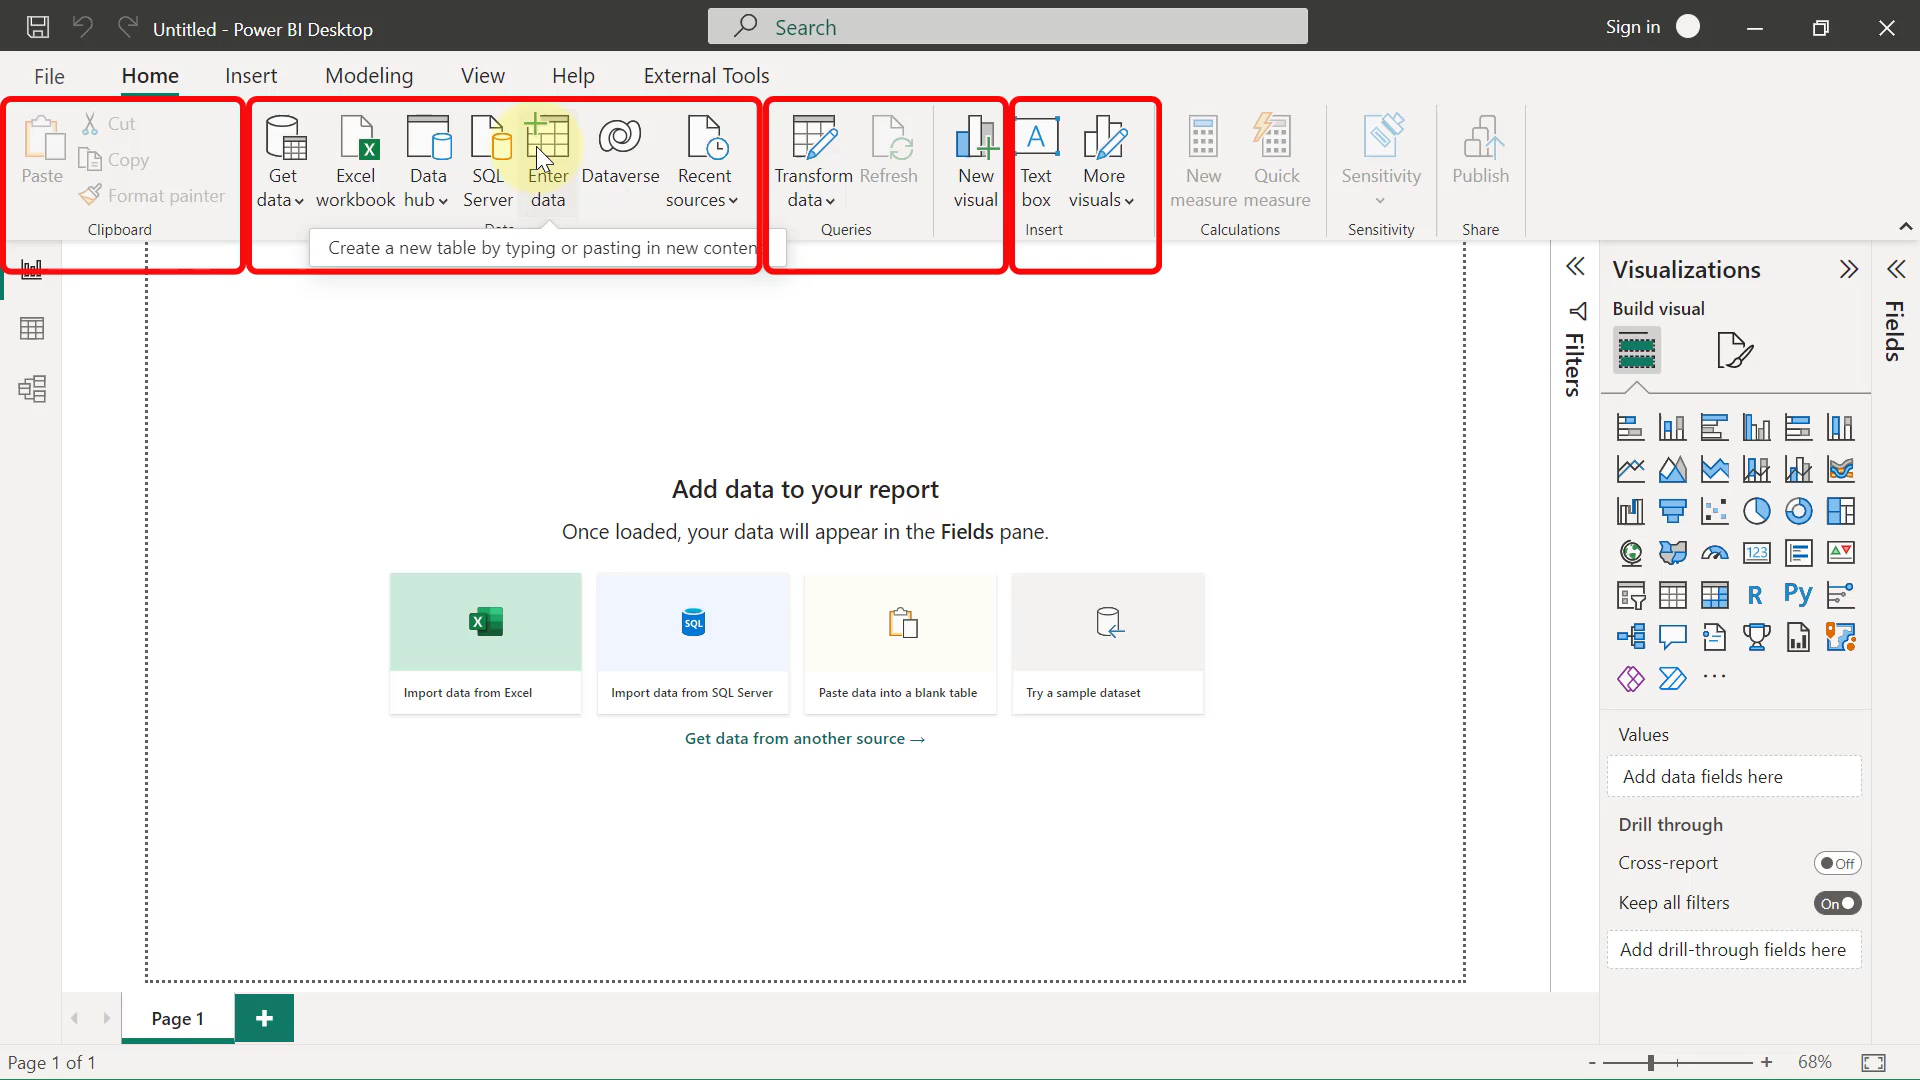 Untitled - Power BI Desktop
Search
Sign in
File Home Insert Modeling View Help External Tools
Paste
Cut
Copy
Format painter
Clipboard
Get data
Excel workbook
Data hub
SQL Server
Enter data
Dataverse
Recent sources
Create a new table by typing or pasting in new conten
Transform data
Refresh
Queries
New visual
Text box
More visuals
Insert
New measure
Quick measure
Calculations
Sensitivity
Sensitivity
Publish
Share
Filters
Visualizations
Build visual
Fields
Add data to your report
Once loaded, your data will appear in the Fields pane.
Import data from Excel
SQL
Import data from SQL Server
Paste data into a blank table
Try a sample dataset
Get data from another source →
123
R
Py
Values
Add data fields here
Drill through
Cross-report
Off
Keep all filters
On
Add drill-through fields here
Page 1
Page 1 of 1
68%